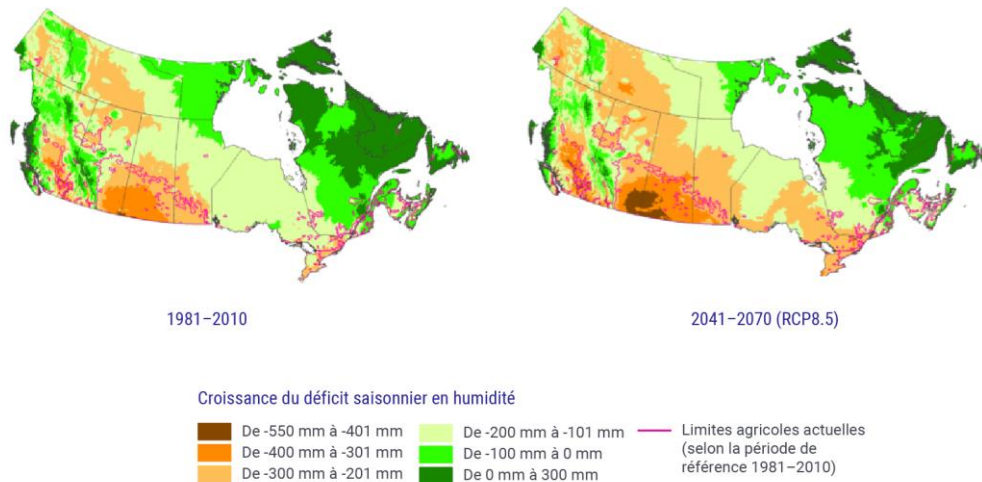 1981–2010
2041–2070 (RCP8.5)
Croissance du déficit saisonnier en humidité
De -550 mm à -401 mm
De -400 mm à -301 mm
De -300 mm à -201 mm
De -200 mm à -101 mm
De -100 mm à 0 mm
De 0 mm à 300 mm
Limites agricoles actuelles
(selon la période de
référence 1981–2010)